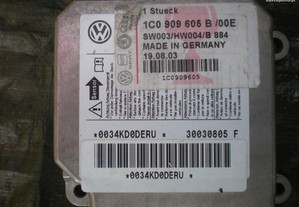 1 Stueck
1C0 909 605 B /00E
SW003/HW004/B 884
MADE IN GERMANY
19.08.03
1C0909605
Sensor
*0034KD0DERU *
30030805 F
*0034KD0DERU *